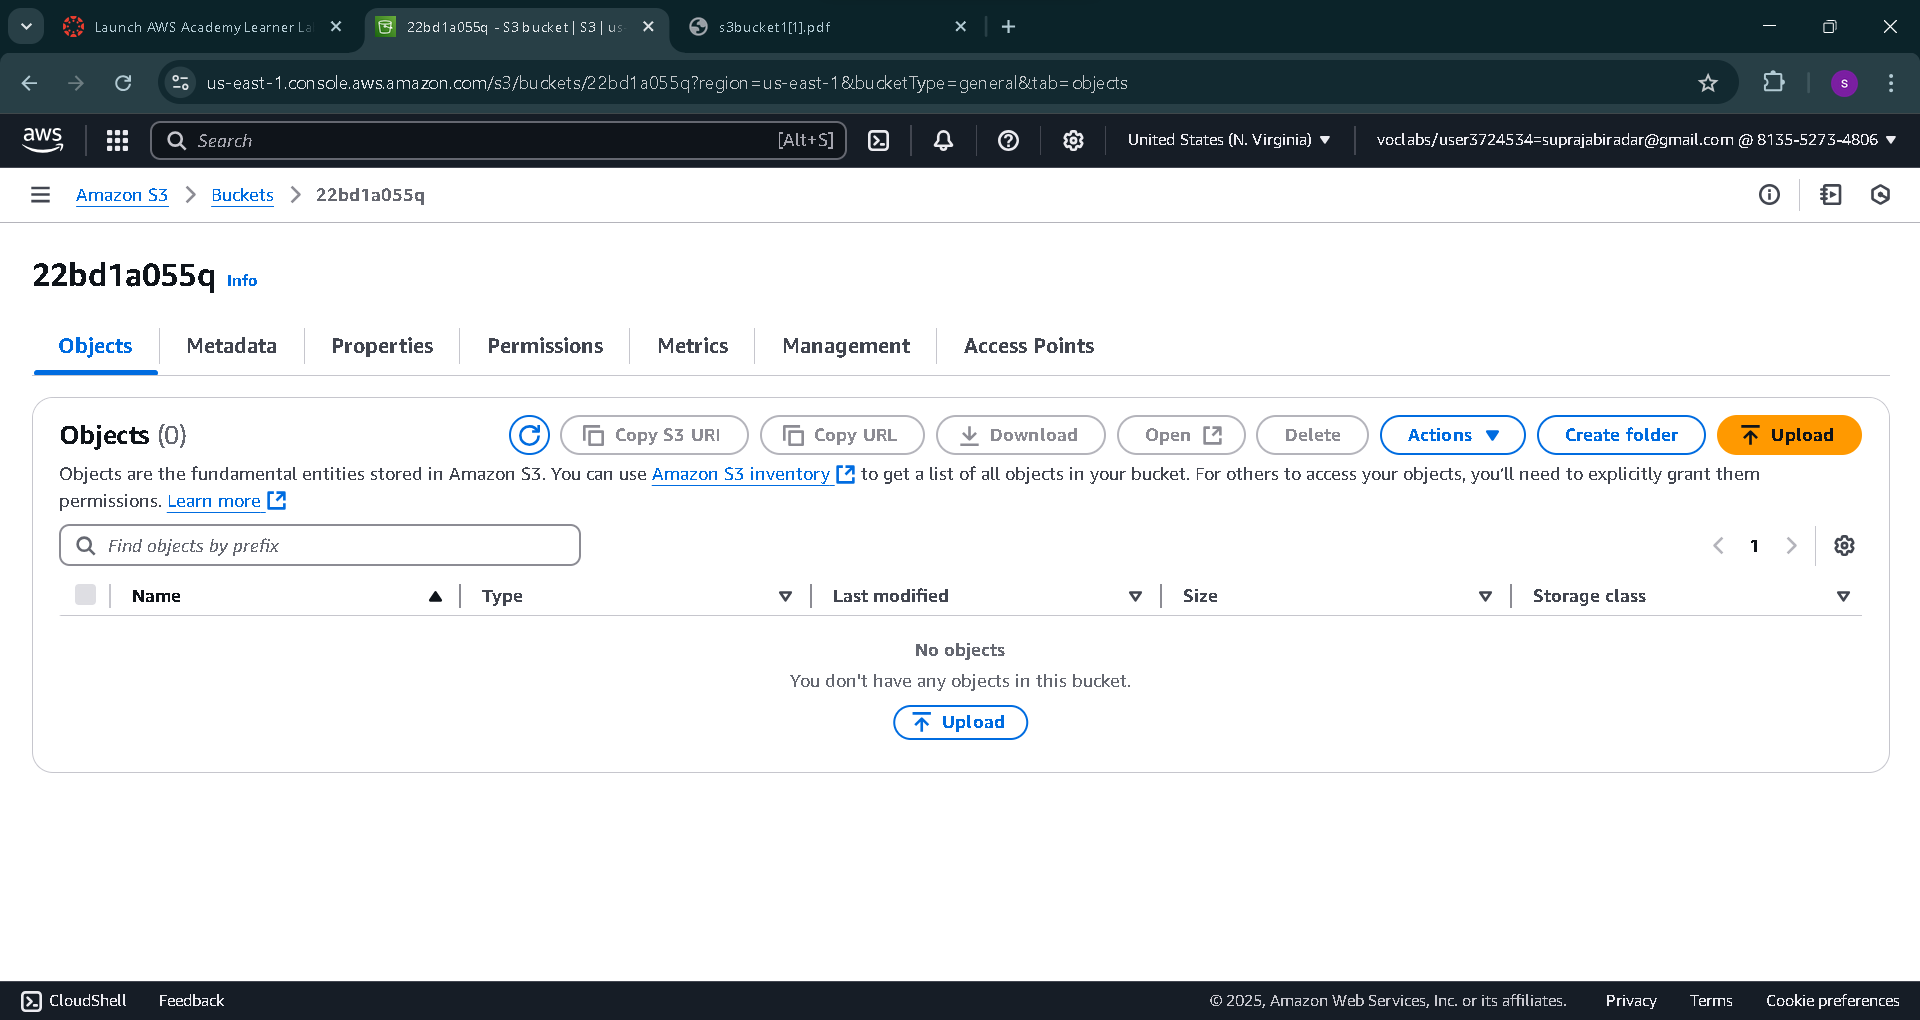 Launch AWS Academy Learner La
22bd1a055q - S3 bucket | S3 | us-
s3bucket1[1].pdf
us-east-1.console.aws.amazon.com/s3/buckets/22bd1a055q?region=us-east-1&bucketType=general&tab=objects
s
aws
Search
[Alt+S]
United States (N. Virginia)
voclabs/user3724534=suprajabiradar@gmail.com @ 8135-5273-4806
Amazon S3
Buckets
22bd1a055q
22bd1a055q Info
Objects
Metadata
Properties
Permissions
Metrics
Management
Access Points
Objects (0)
Copy S3 URI
Copy URL
Download
Open
Delete
Actions
Create folder
Upload
Objects are the fundamental entities stored in Amazon S3. You can use Amazon S3 inventory to get a list of all objects in your bucket. For others to access your objects, you'll need to explicitly grant them
permissions. Learn more
Find objects by prefix
1
Name
Type
Last modified
Size
Storage class
No objects
You don't have any objects in this bucket.
Upload
CloudShell
Feedback
© 2025, Amazon Web Services, Inc. or its affiliates.
Privacy
Terms
Cookie preferences